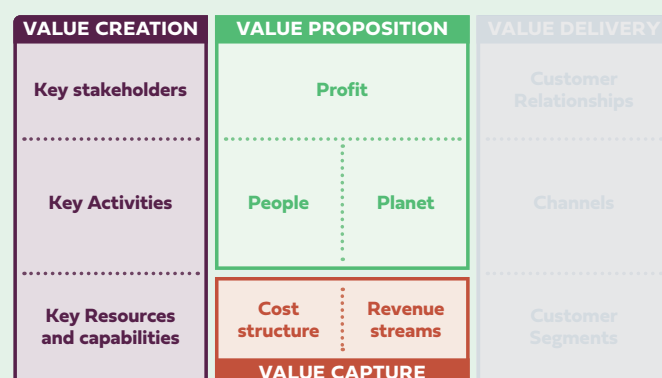 VALUE CREATION
Key stakeholders
Key Activities
Key Resources
and capabilities
VALUE PROPOSITION
Profit
People
Planet
Cost
structure
Revenue
streams
VALUE CAPTURE
VALUE DELIVERY
Customer
Relationships
Channels
Customer
Segments